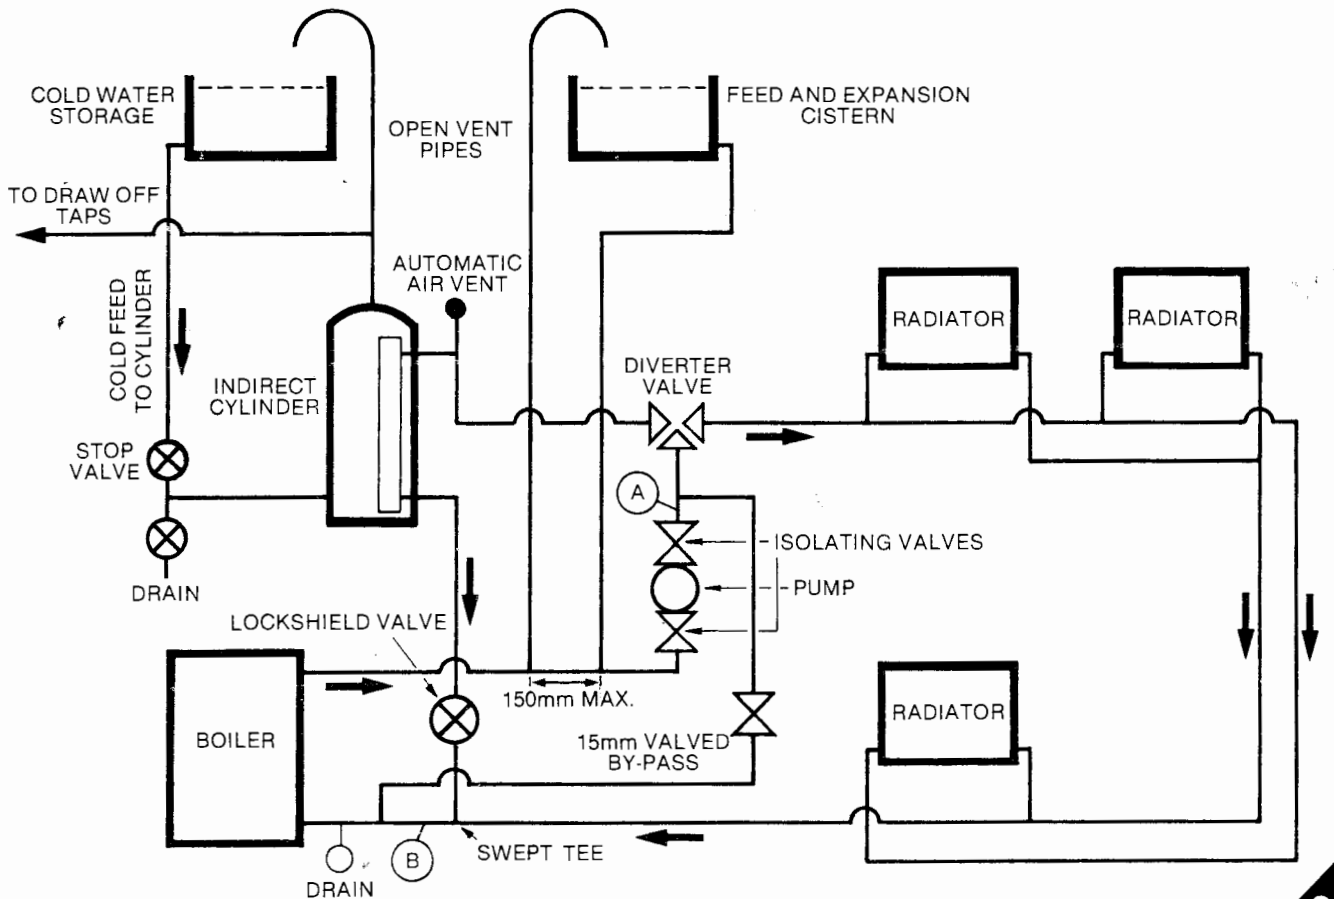 COLD WATER
STORAGE
OPEN VENT
PIPES
FEED AND EXPANSION
CISTERN
TO DRAW OFF
TAPS
COLD FEED
TO CYLINDER
AUTOMATIC
AIR VENT
INDIRECT
CYLINDER
DIVERTER
VALVE
RADIATOR
RADIATOR
STOP
VALVE
A
ISOLATING VALVES
PUMP
DRAIN
LOCKSHIELD VALVE
150mm MAX.
BOILER
15mm VALVED
BY-PASS
RADIATOR
B
SWEPT TEE
DRAIN